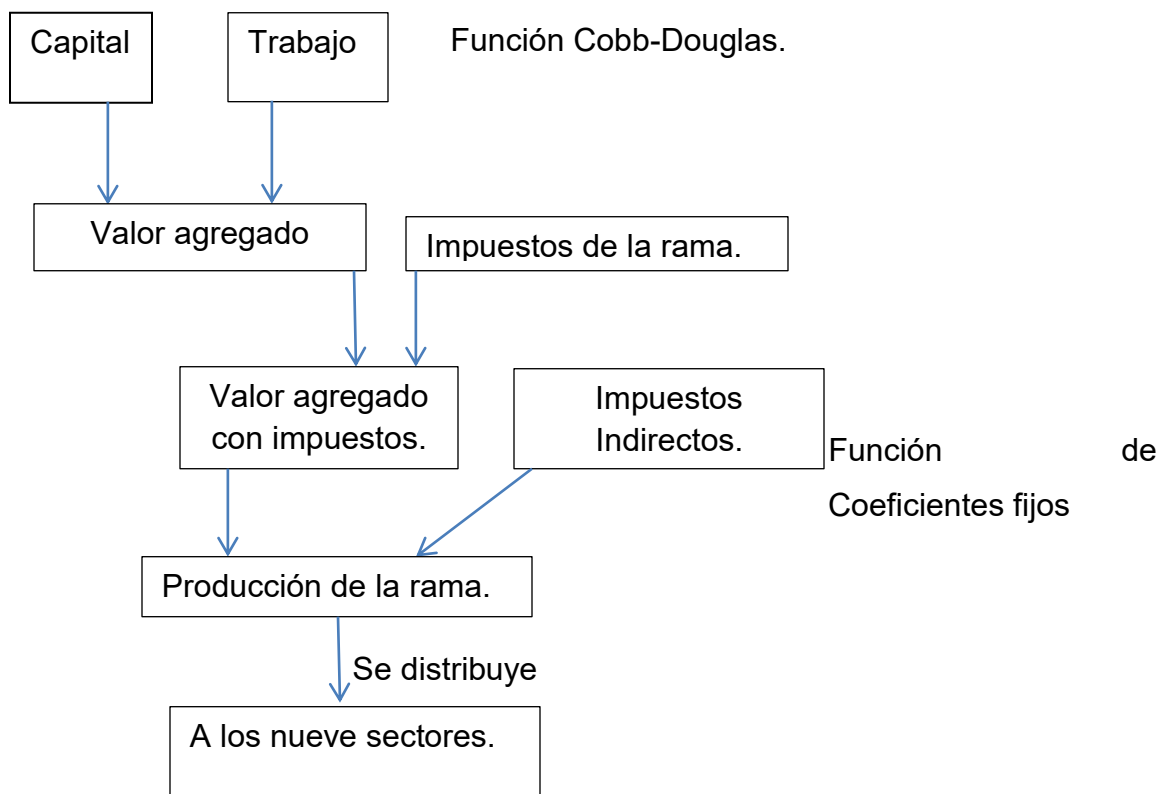 Capital
Trabajo
Función Cobb-Douglas.
Valor agregado
Impuestos de la rama.
Valor agregado
con impuestos.
Impuestos
Indirectos.
Función de
Coeficientes fijos
Producción de la rama.
Se distribuye
A los nueve sectores.